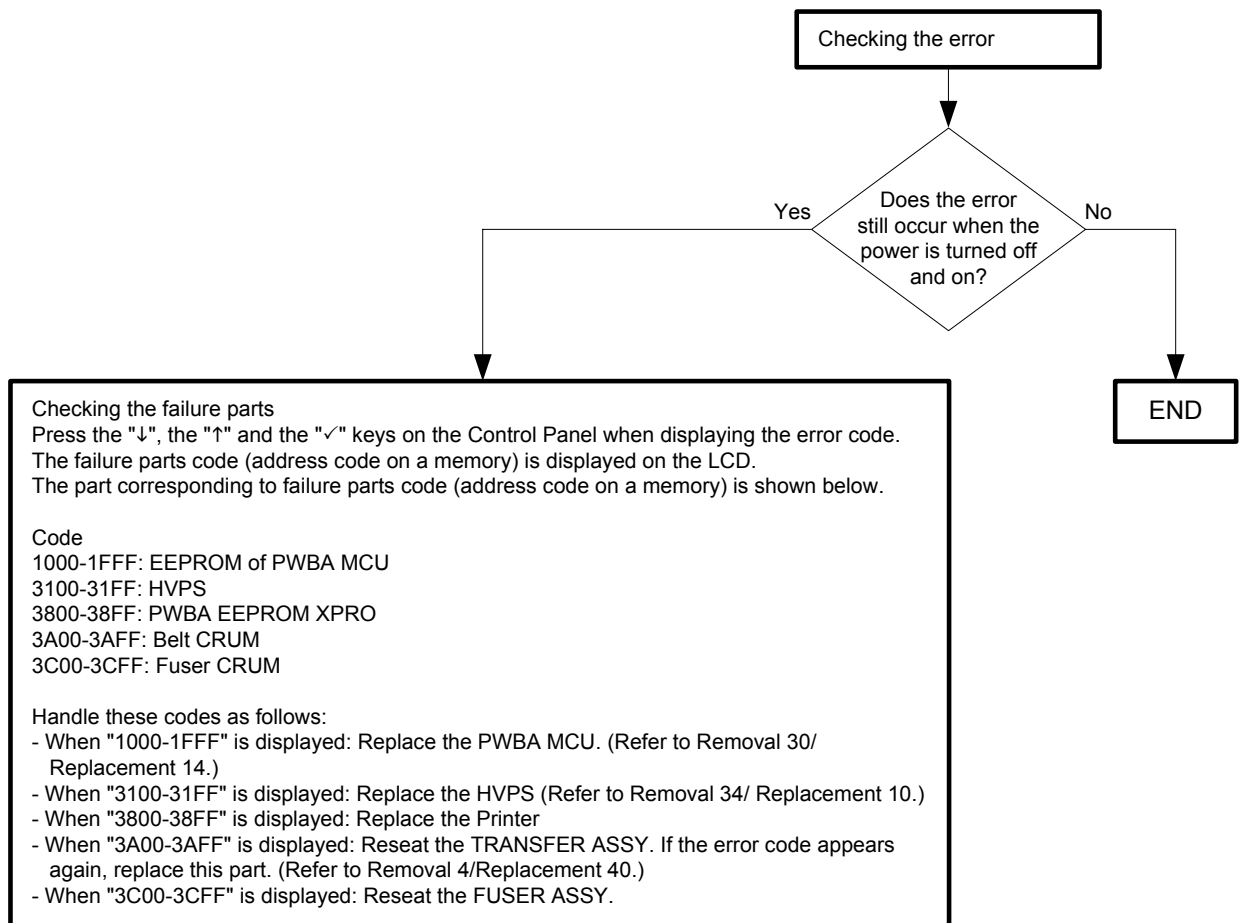 Checking the error
Does the error
still occur when the
power is turned off
and on?
Yes
No
Checking the failure parts
Press the "↓", the "↑" and the "✓" keys on the Control Panel when displaying the error code.
The failure parts code (address code on a memory) is displayed on the LCD.
The part corresponding to failure parts code (address code on a memory) is shown below.
Code
1000-1FFF: EEPROM of PWBA MCU
3100-31FF: HVPS
3800-38FF: PWBA EEPROM XPRO
3A00-3AFF: Belt CRUM
3C00-3CFF: Fuser CRUM
Handle these codes as follows:
- When "1000-1FFF" is displayed: Replace the PWBA MCU. (Refer to Removal 30/
Replacement 14.)
- When "3100-31FF" is displayed: Replace the HVPS (Refer to Removal 34/ Replacement 10.)
- When "3800-38FF" is displayed: Replace the Printer
- When "3A00-3AFF" is displayed: Reseat the TRANSFER ASSY. If the error code appears
again, replace this part. (Refer to Removal 4/Replacement 40.)
- When "3C00-3CFF" is displayed: Reseat the FUSER ASSY.
END